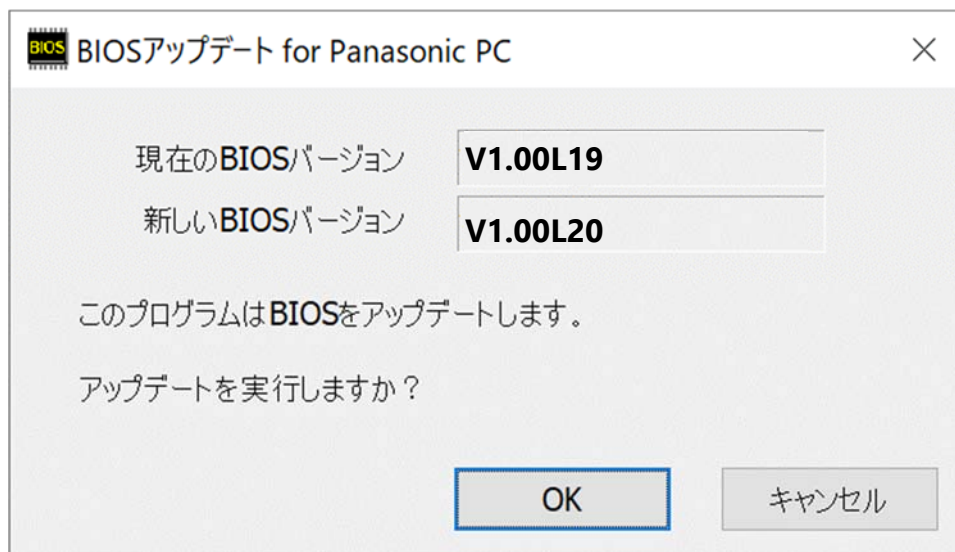 BIOS BIOSアップデート for Panasonic PC
現在のBIOSバージョン V1.00L19
新しいBIOSバージョン V1.00L20
このプログラムはBIOSをアップデートします。
アップデートを実行しますか？
OK キャンセル